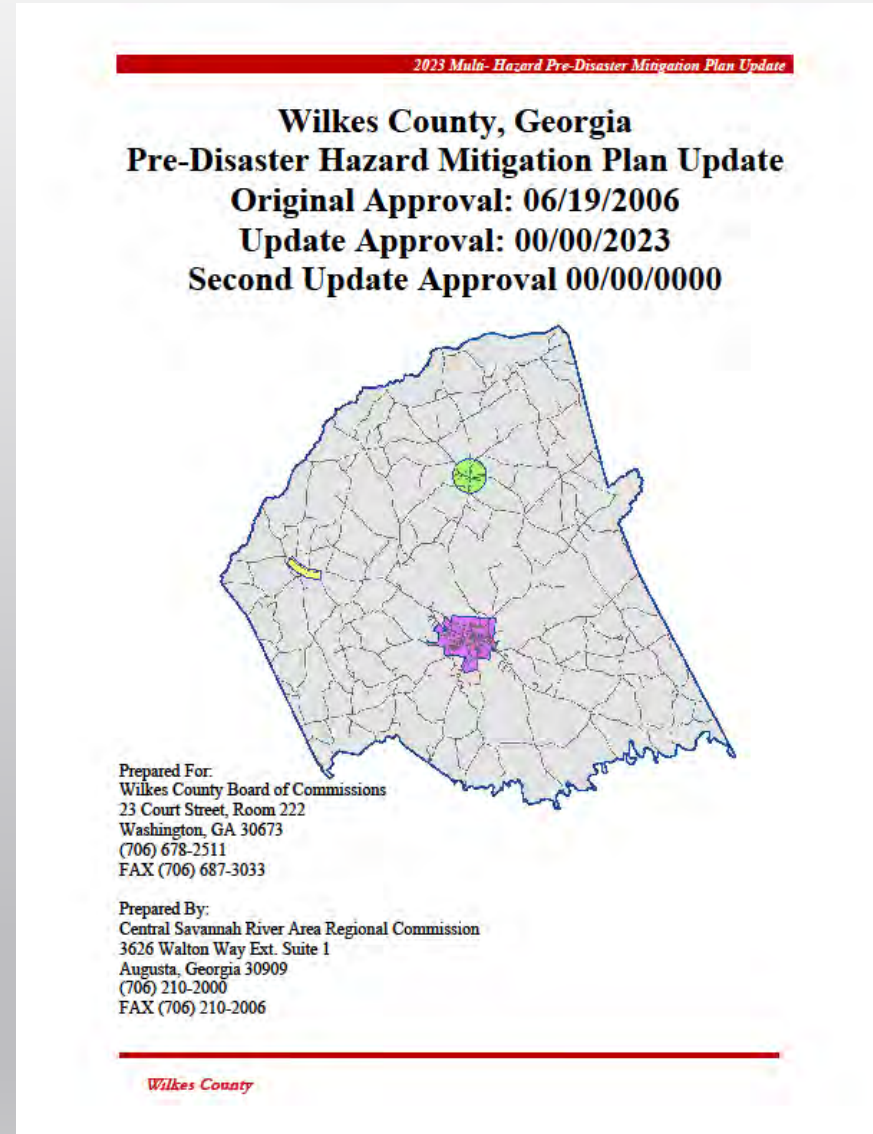 2023 Multi- Hazard Pre-Disaster Mitigation Plan Update
Wilkes County, Georgia
Pre-Disaster Hazard Mitigation Plan Update
Original Approval: 06/19/2006
Update Approval: 00/00/2023
Second Update Approval 00/00/0000
Prepared For:
Wilkes County Board of Commissions
23 Court Street, Room 222
Washington, GA 30673
(706) 678-2511
FAX (706) 687-3033
Prepared By:
Central Savannah River Area Regional Commission
3626 Walton Way Ext. Suite 1
Augusta, Georgia 30909
(706) 210-2000
FAX (706) 210-2006
Wilkes County